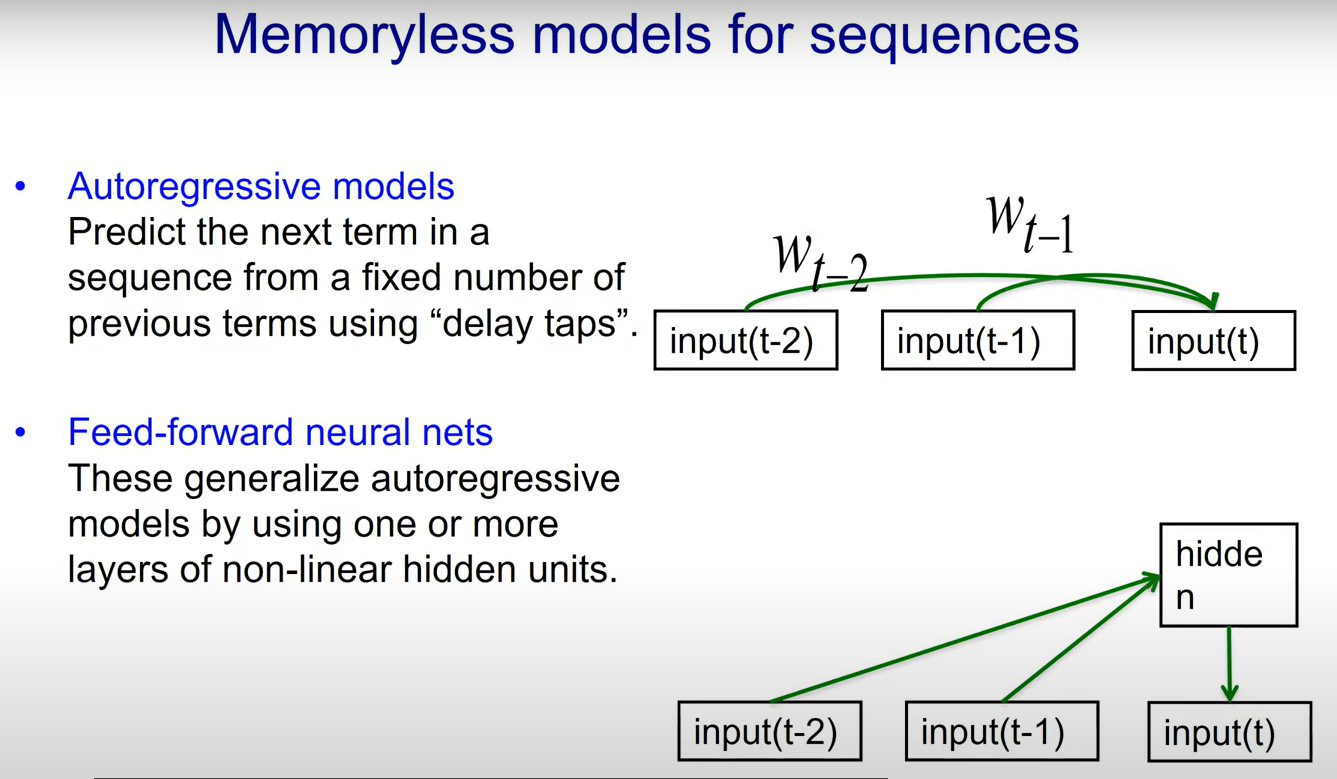 Memoryless models for sequences
• Autoregressive models
Predict the next term in a
sequence from a fixed number of
previous terms using “delay taps”.
w_{t-2}
w_{t-1}
input(t-2)
input(t-1)
input(t)
• Feed-forward neural nets
These generalize autoregressive
models by using one or more
layers of non-linear hidden units.
hidde
n
input(t-2)
input(t-1)
input(t)